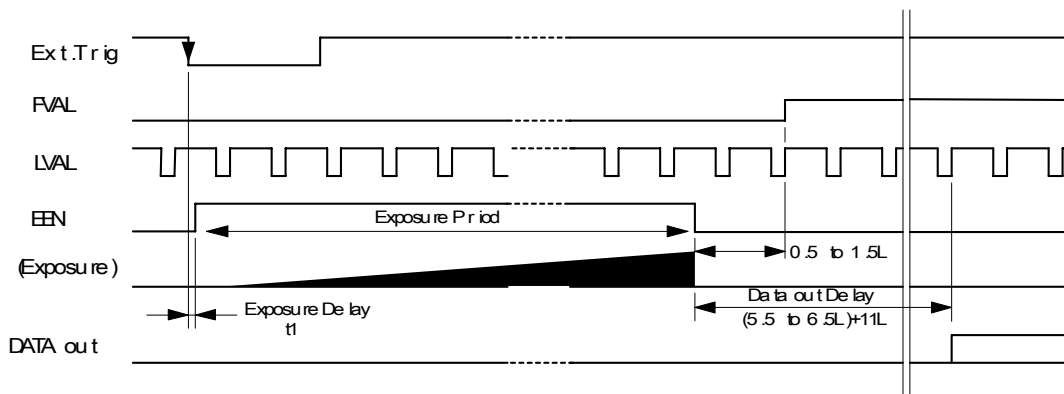 Ext.Trig
FVAL
LVAL
EEN
Exposure Priod
(Exposure)
0.5 to 1.5L
Exposure Delay
t1
Data out Delay
(5.5 to 6.5L)+11L
DATA out